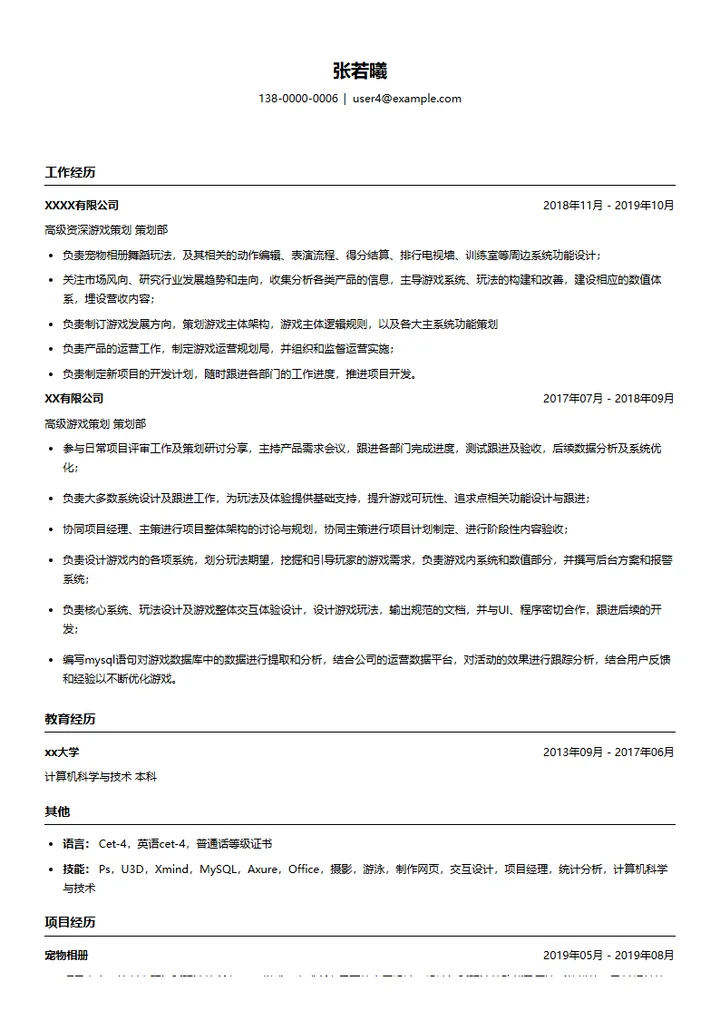 张若曦
138-0000-0006 | user4@example.com
工作经历
XXXX有限公司 2018年11月 - 2019年10月
高级资深游戏策划 策划部
• 负责宠物相册舞蹈玩法，及其相关的动作编辑、表演流程、得分结算、排行电视墙、训练室等周边系统功能设计；
• 关注市场风向、研究行业发展趋势和走向，收集分析各类产品的信息，主导游戏系统、玩法的构建和改善，建设相应的数值体
系，埋设营收内容；
• 负责制订游戏发展方向，策划游戏主体架构，游戏主体逻辑规则，以及各大主系统功能策划
• 负责产品的运营工作，制定游戏运营规划局，并组织和监督运营实施；
• 负责制定新项目的开发计划，随时跟进各部门的工作进度，推进项目开发。
XX有限公司 2017年07月 - 2018年09月
高级游戏策划 策划部
• 参与日常项目评审工作及策划研讨分享，主持产品需求会议，跟进各部门完成进度，测试跟进及验收，后续数据分析及系统优
化；
• 负责大多数系统设计及跟进工作，为玩法及体验提供基础支持，提升游戏可玩性、追求点相关功能设计与跟进；
• 协同项目经理、主策进行项目整体架构的讨论与规划，协同主策进行项目计划制定、进行阶段性内容验收；
• 负责设计游戏内的各项系统，划分玩法期望，挖掘和引导玩家的游戏需求，负责游戏内系统和数值部分，并撰写后台方案和报警
系统；
• 负责核心系统、玩法设计及游戏整体交互体验设计，设计游戏玩法，输出规范的文档，并与UI、程序密切合作，跟进后续的开
发；
• 编写mysql语句对游戏数据库中的数据进行提取和分析，结合公司的运营数据平台，对活动的效果进行跟踪分析，结合用户反馈
和经验以不断优化游戏。
教育经历
xx大学 2013年09月 - 2017年06月
计算机科学与技术 本科
其他
• 语言： Cet-4，英语cet-4，普通话等级证书
• 技能： Ps，U3D，Xmind，MySQL，Axure，Office，摄影，游泳，制作网页，交互设计，项目经理，统计分析，计算机科学
与技术
项目经历
宠物相册 2019年05月 - 2019年08月